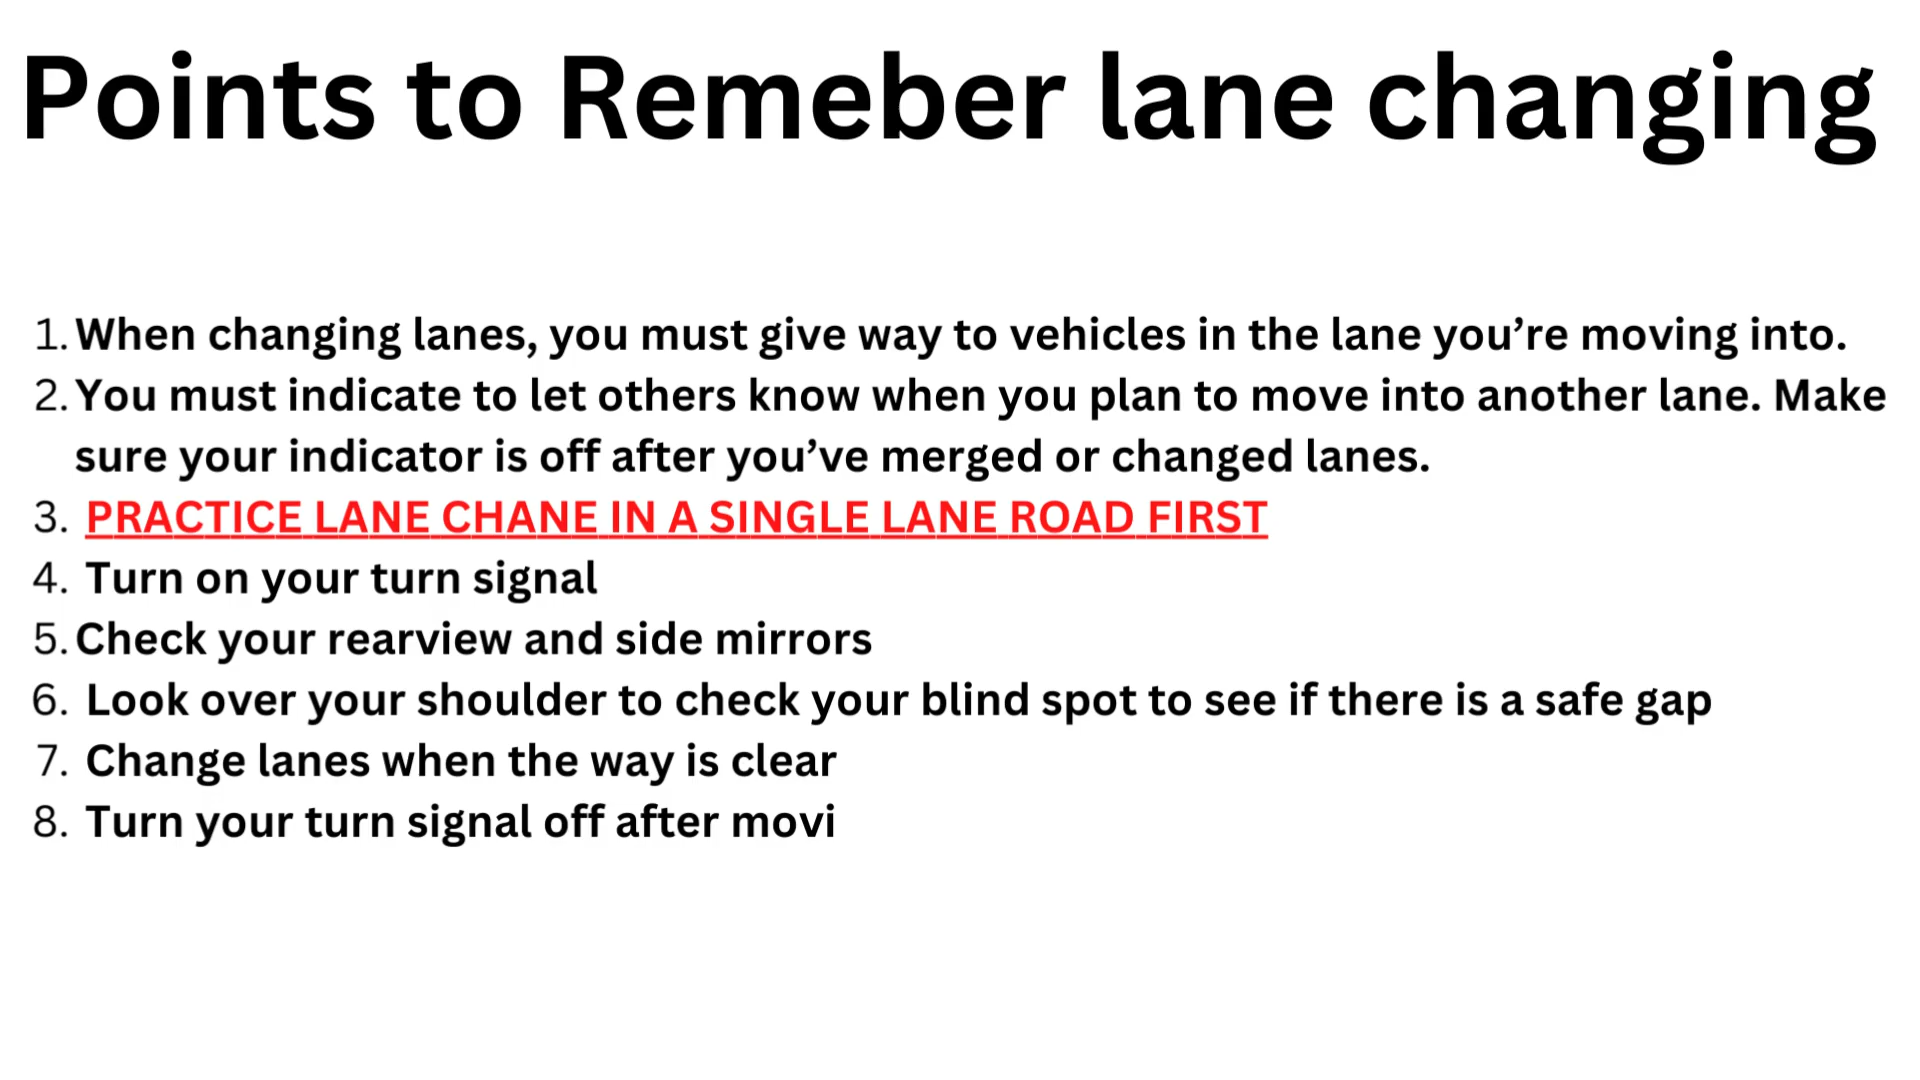 Points to Remeber lane changing
1. When changing lanes, you must give way to vehicles in the lane you’re moving into.
2. You must indicate to let others know when you plan to move into another lane. Make
sure your indicator is off after you’ve merged or changed lanes.
3. PRACTICE LANE CHANE IN A SINGLE LANE ROAD FIRST
4. Turn on your turn signal
5. Check your rearview and side mirrors
6. Look over your shoulder to check your blind spot to see if there is a safe gap
7. Change lanes when the way is clear
8. Turn your turn signal off after movi